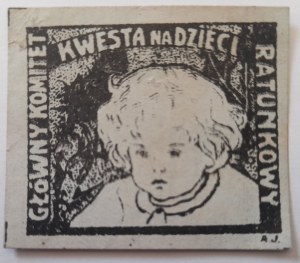 GŁÓWNY KOMITET
KWESTA NA DZIECI
RATUNKOWY
A.J.